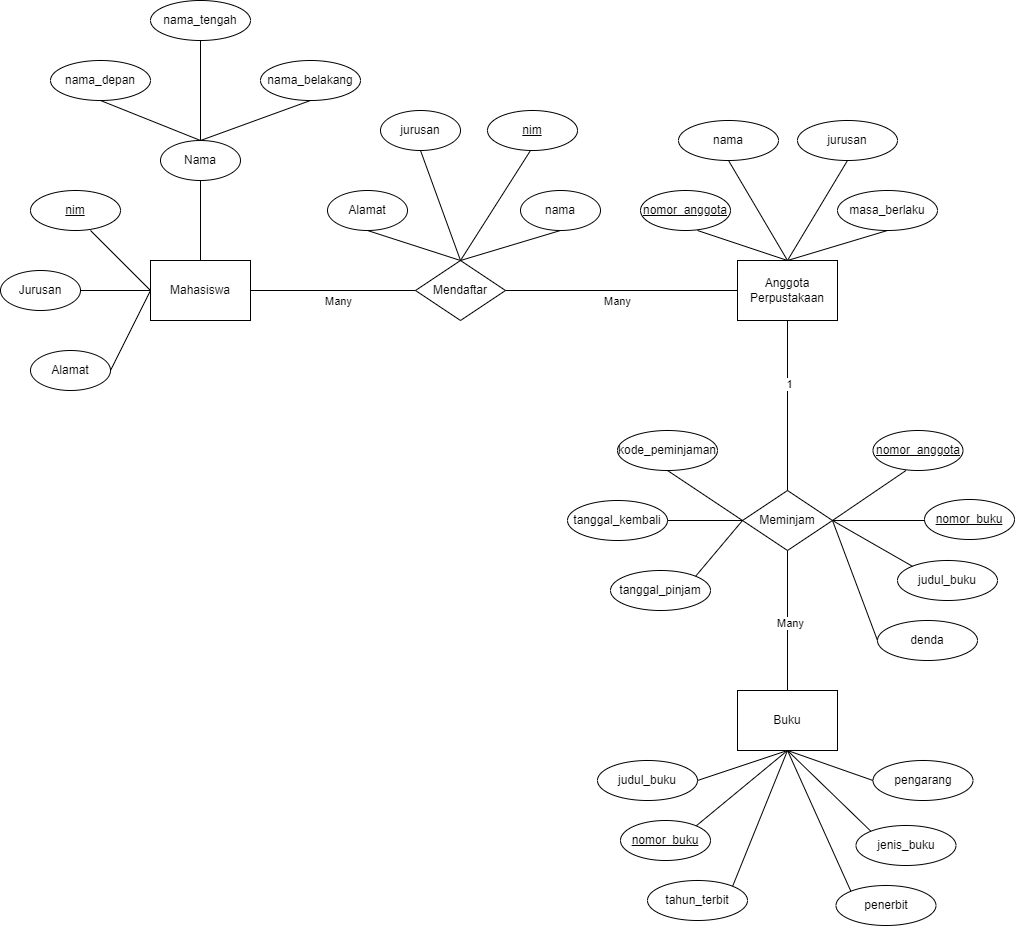 nama_tengah
nama_depan
nama_belakang
Nama
nim
Jurusan
Alamat
Mahasiswa
Many
jurusan
nim
Alamat
nama
Mendaftar
Many
nama
jurusan
nomor_anggota
masa_berlaku
Anggota
Perpustakaan
1
kode_peminjaman
nomor_anggota
tanggal_kembali
Meminjam
nomor_buku
tanggal_pinjam
judul_buku
denda
Many
Buku
judul_buku
pengarang
nomor_buku
jenis_buku
tahun_terbit
penerbit